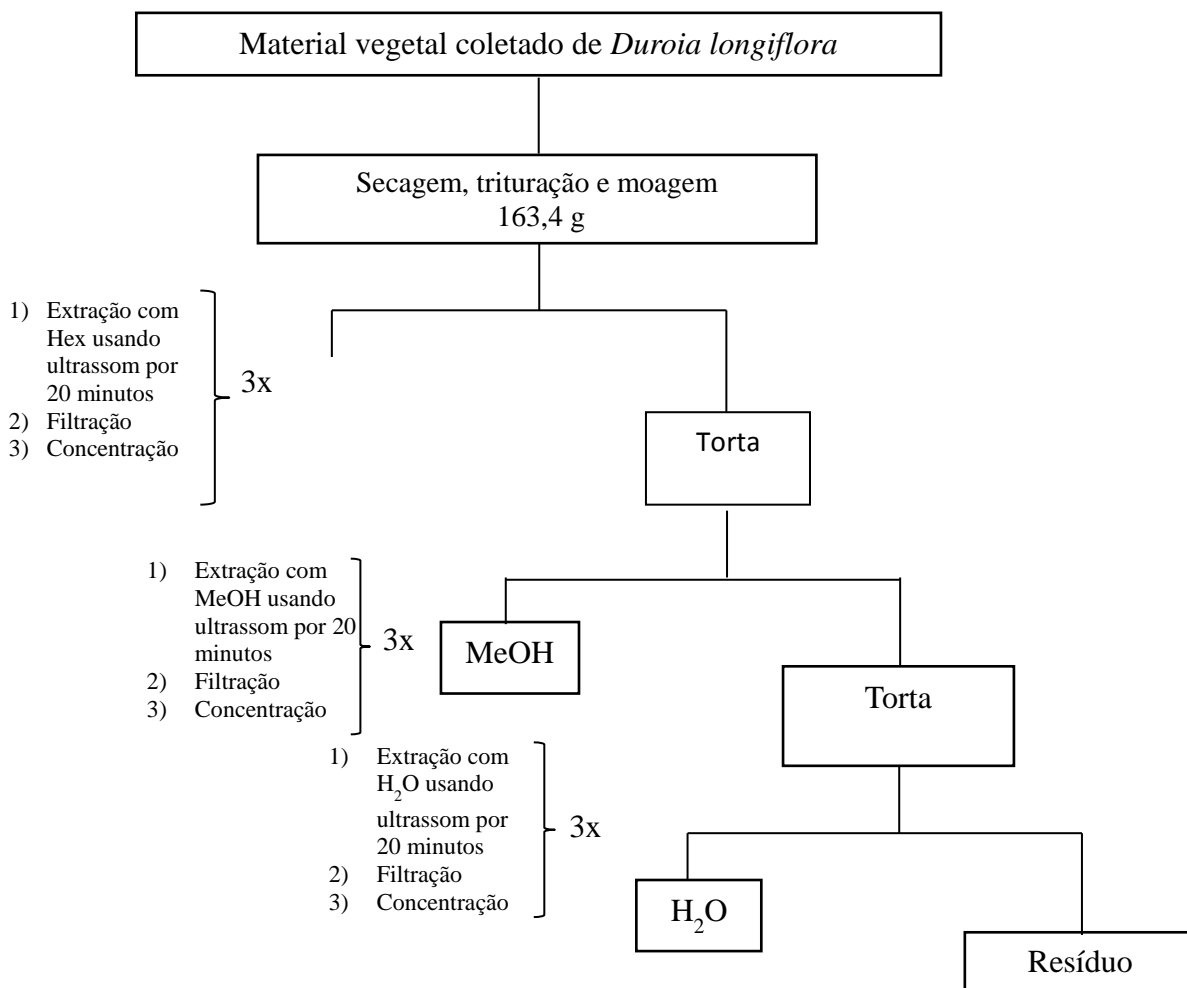 Material vegetal coletado de Duroia longiflora
Secagem, trituração e moagem
163,4 g
1) Extração com
Hex usando
ultrassom por
20 minutos
2) Filtração
3) Concentração
3x
Torta
1) Extração com
MeOH usando
ultrassom por 20
minutos
2) Filtração
3) Concentração
3x
MeOH
Torta
1) Extração com
H₂O usando
ultrassom por
20 minutos
2) Filtração
3) Concentração
3x
H₂O
Resíduo